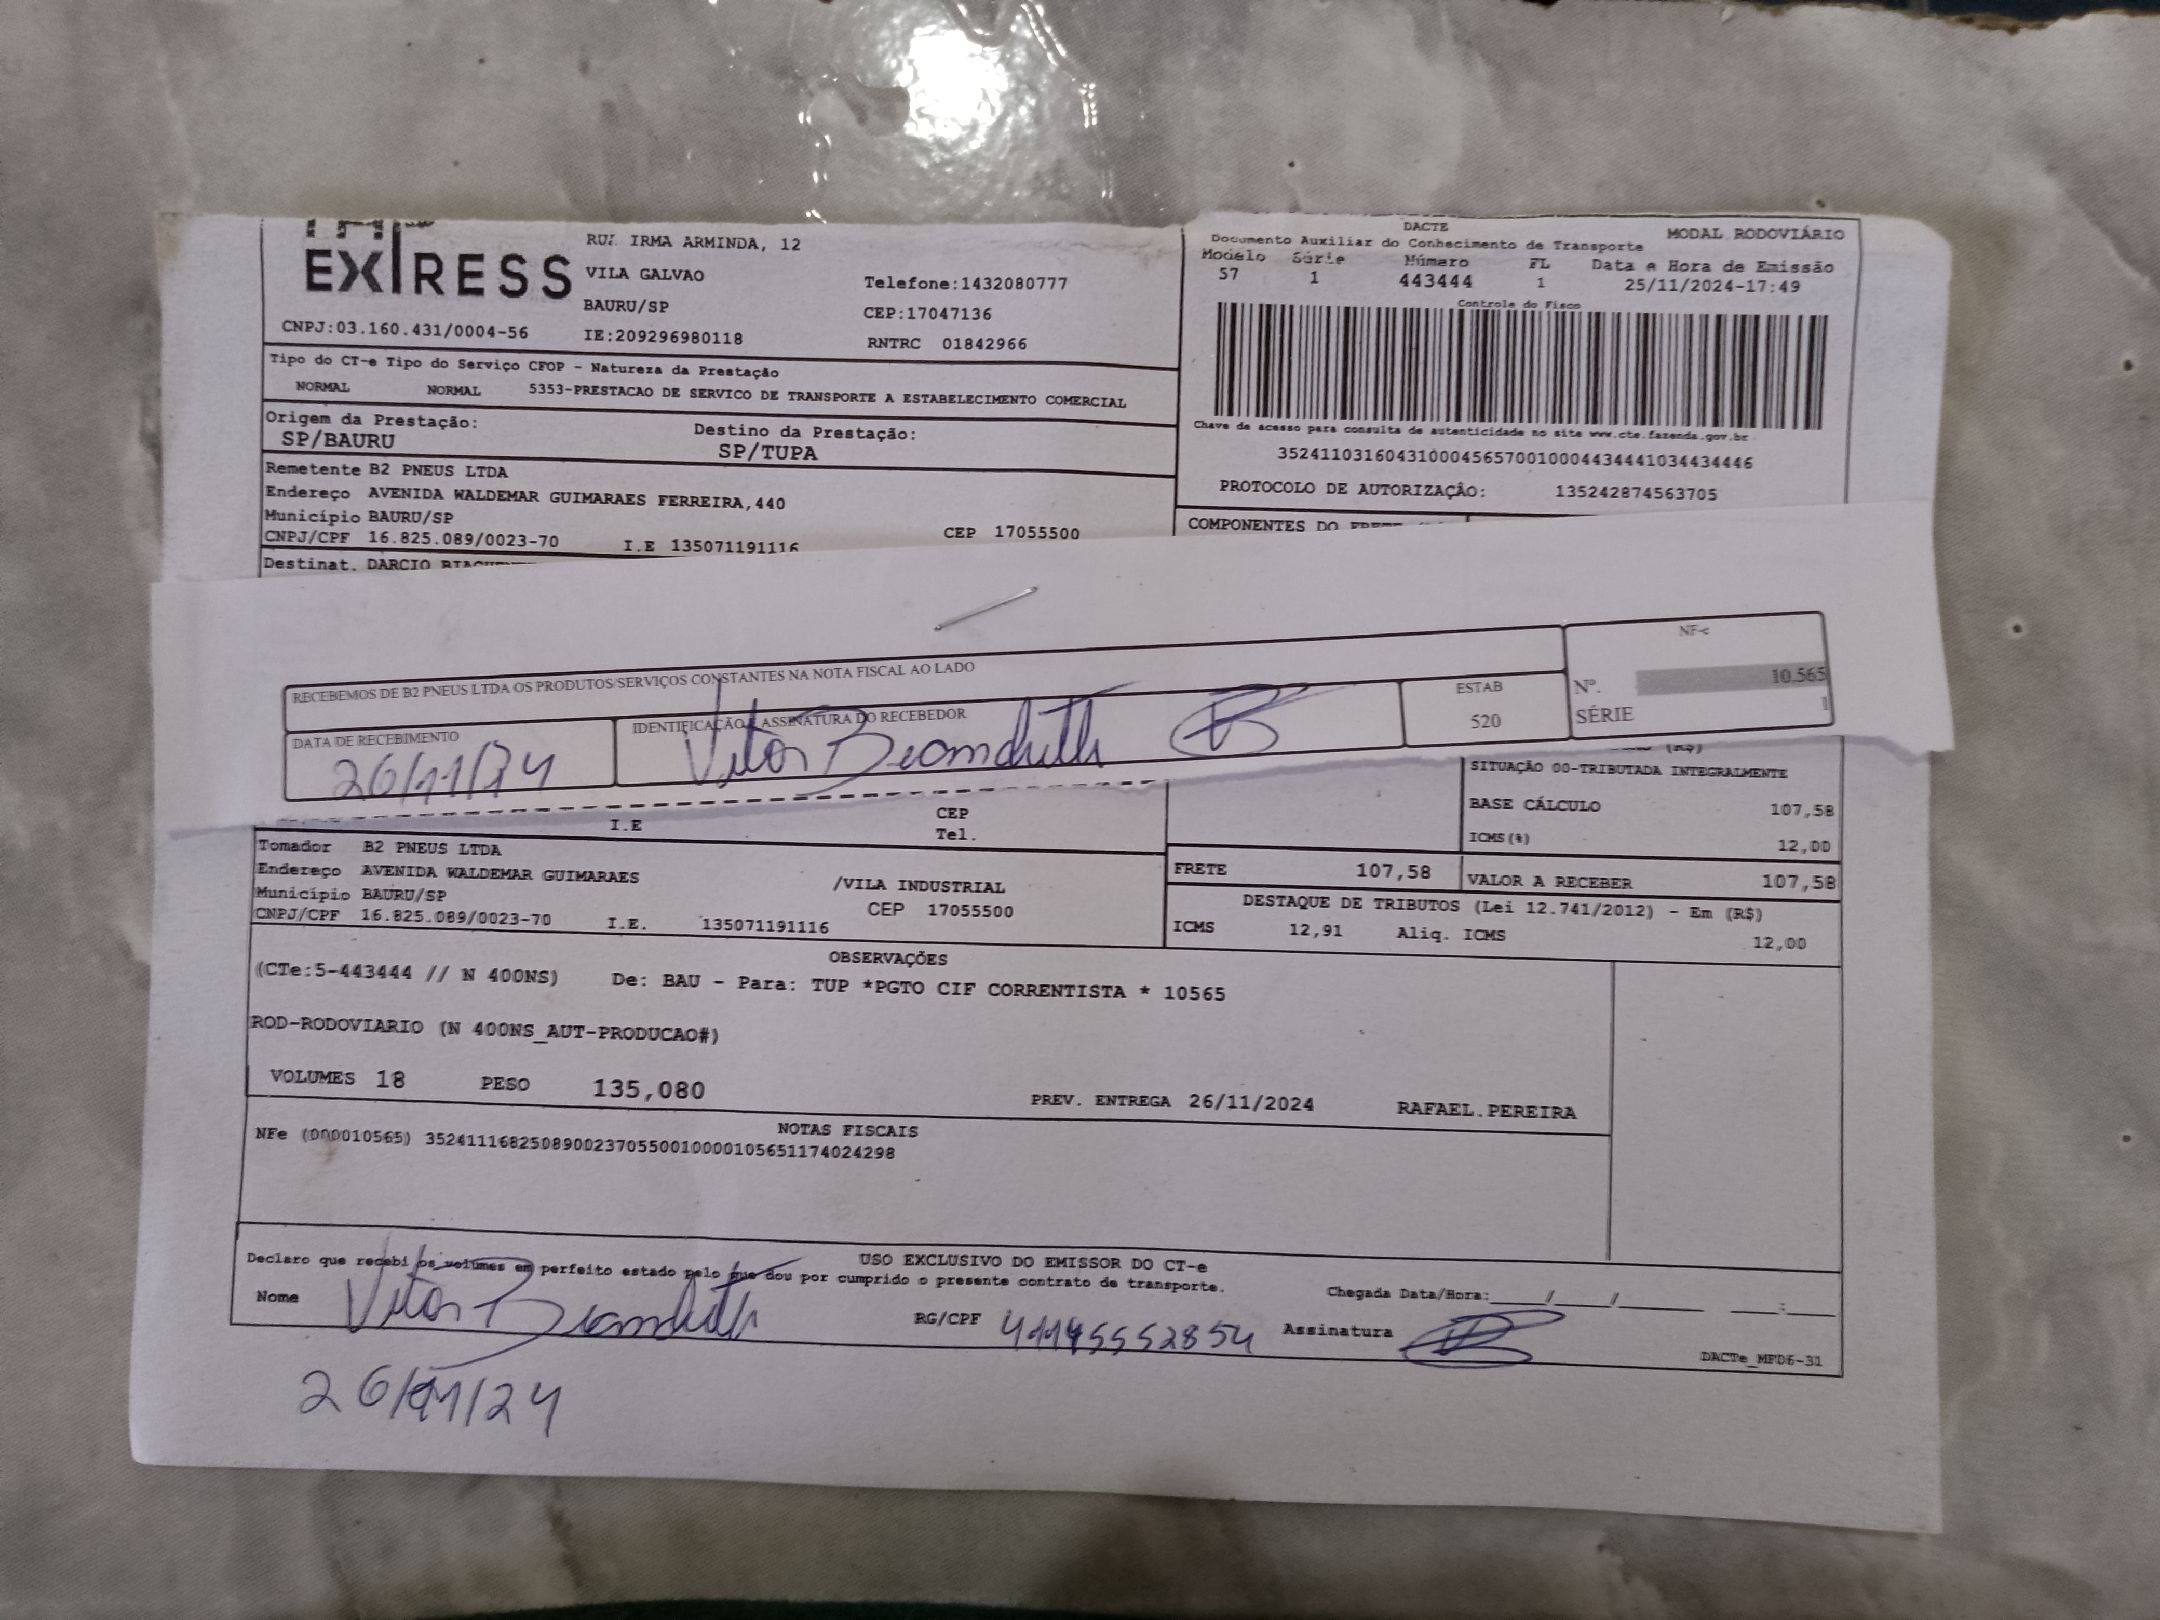 EXPRESS
RUA IRMA ARMINDA, 12
VILA GALVAO
BAURU/SP
Telefone:1432080777
CEP:17047136
CNPJ:03.160.431/0004-56
IE:209296980118
RNTRC 01842966
DACTE
Documento Auxiliar do Conhecimento de Transporte
MODAL RODOVIÁRIO
Modelo Série Número FL Data e Hora de Emissão
57 1 443444 1 25/11/2024-17:49
Controle do Fisco
Tipo do CT-e Tipo do Serviço CFOP - Natureza da Prestação
NORMAL NORMAL 5353-PRESTACAO DE SERVICO DE TRANSPORTE A ESTABELECIMENTO COMERCIAL
Origem da Prestação: Destino da Prestação:
SP/BAURU SP/TUPA
Chave de acesso para consulta de autenticidade no site www.cte.fazenda.gov.br
35241103160431000456570010004434441034434446
PROTOCOLO DE AUTORIZAÇÂO: 135242874563705
Remetente B2 PNEUS LTDA
Endereço AVENIDA WALDEMAR GUIMARAES FERREIRA,440
Município BAURU/SP CEP 17055500
CNPJ/CPF 16.825.089/0023-70 I.E 135071191116
Destinat. DARCIO
COMPONENTES DO FRETE
RECEBEMOS DE B2 PNEUS LTDA OS PRODUTOS/SERVIÇOS CONSTANTES NA NOTA FISCAL AO LADO
DATA DE RECEBIMENTO
26/11/24
IDENTIFICAÇÃO E ASSINATURA DO RECEBEDOR
Vitor
ESTAB
520
NF-e
Nº. 10.565
SÉRIE 1
(R$)
SITUAÇÃO 00-TRIBUTADA INTEGRALMENTE
BASE CÁLCULO 107,58
ICMS(%) 12,00
I.E CEP
Tel.
Tomador B2 PNEUS LTDA
Endereço AVENIDA WALDEMAR GUIMARAES /VILA INDUSTRIAL
Município BAURU/SP CEP 17055500
CNPJ/CPF 16.825.089/0023-70 I.E. 135071191116
FRETE 107,58 VALOR A RECEBER 107,58
DESTAQUE DE TRIBUTOS (Lei 12.741/2012) - Em (R$)
ICMS 12,91 Aliq. ICMS 12,00
OBSERVAÇÕES
(CTe:5-443444 // N 400NS) De: BAU - Para: TUP *PGTO CIF CORRENTISTA * 10565
ROD-RODOVIARIO (N 400NS_AUT-PRODUCAO#)
VOLUMES 18 PESO 135,080 PREV. ENTREGA 26/11/2024 RAFAEL.PEREIRA
NOTAS FISCAIS
NFe (000010565) 35241116825089002370550010000105651174024298
USO EXCLUSIVO DO EMISSOR DO CT-e
Declaro que recebi os volumes em perfeito estado pelo que dou por cumprido o presente contrato de transporte.
Chegada Data/Hora:____/____/______ ___:____
Nome Vitor
RG/CPF 41145552854 Assinatura
DACTe_MFD6-31
26/11/24